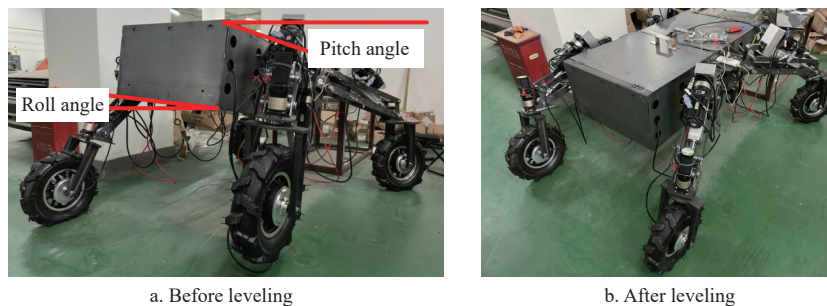 Pitch angle
Roll angle
a. Before leveling
b. After leveling